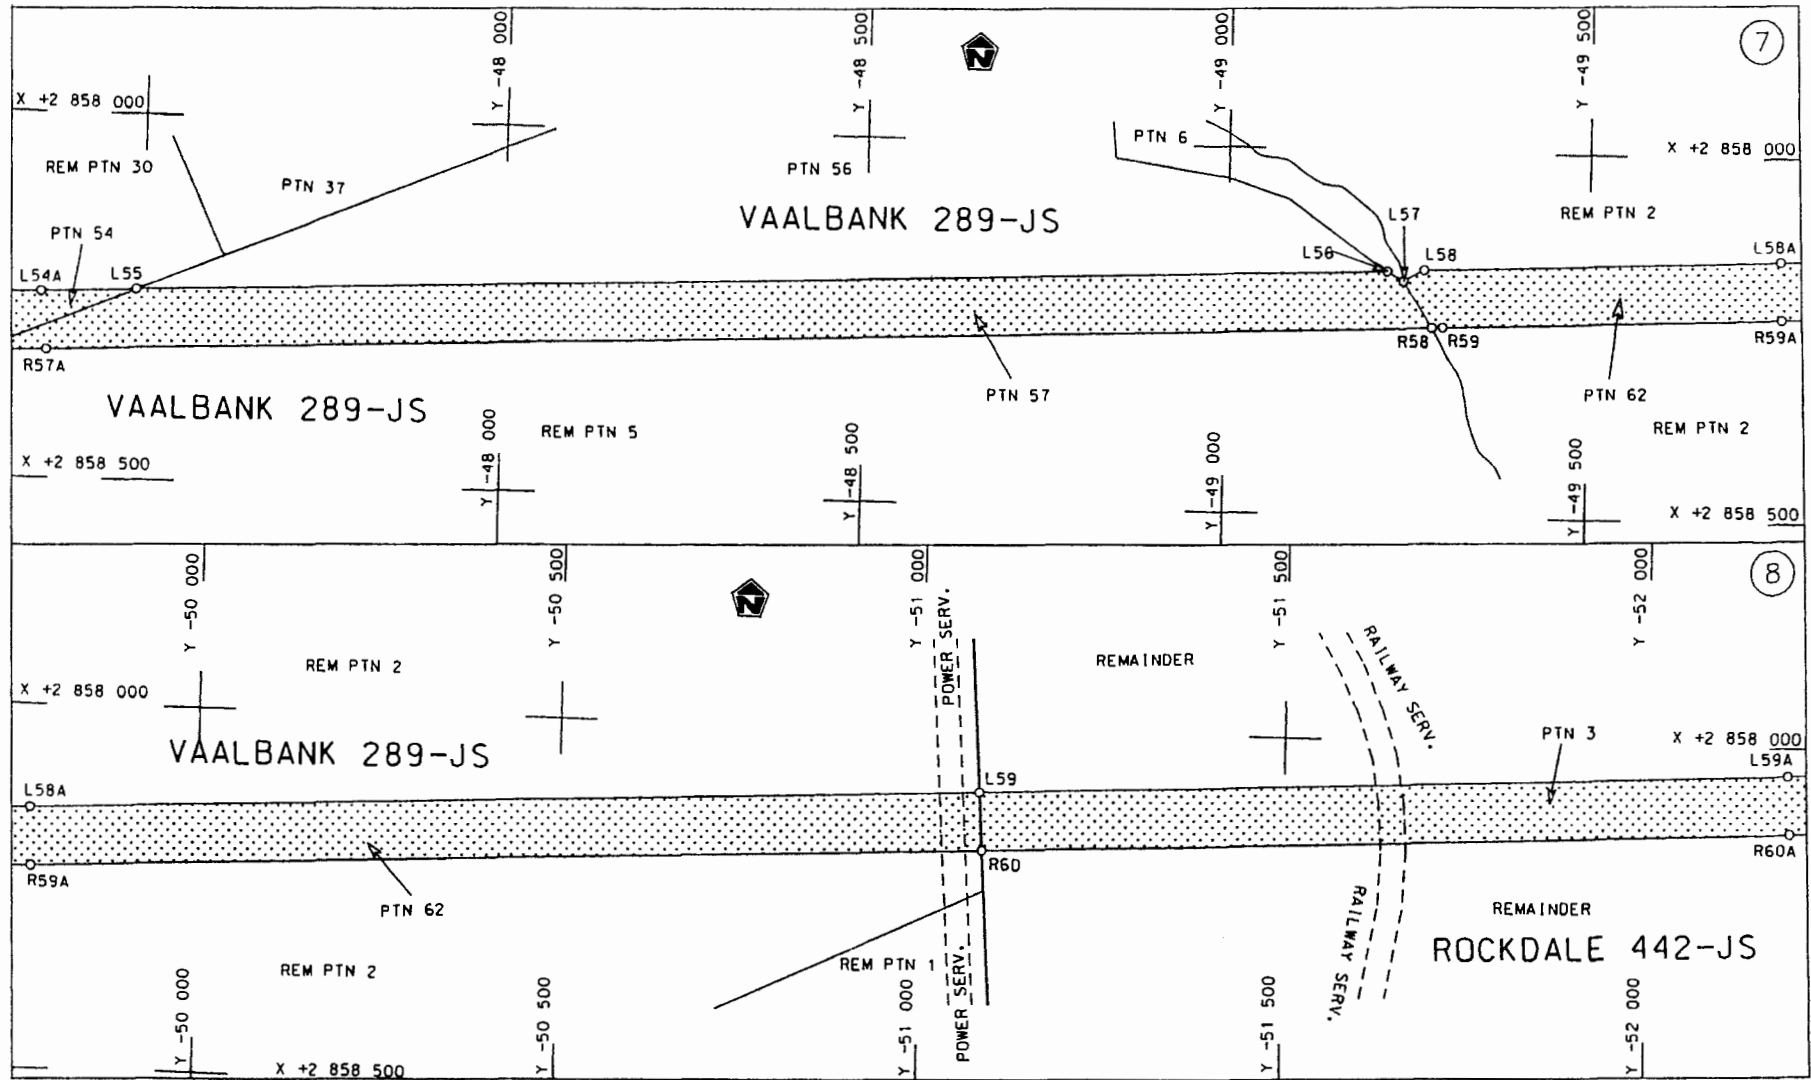 Y -48 000
Y -48 500
Y -49 000
Y -49 500
7
N
X +2 858 000
REM PTN 30
PTN 37
PTN 56
PTN 6
X +2 858 000
VAALBANK 289-JS
L57
REM PTN 2
PTN 54
L54A
L55
L56
L58
L58A
R57A
R58
R59
R59A
PTN 57
PTN 62
VAALBANK 289-JS
REM PTN 5
REM PTN 2
X +2 858 500
Y -48 000
Y -48 500
Y -49 000
Y -49 500
X +2 858 500
Y -50 000
Y -50 500
Y -51 000
Y -51 500
Y -52 000
8
N
POWER SERV.
REM PTN 2
REMAINDER
RAILWAY SERV.
X +2 858 000
VAALBANK 289-JS
PTN 3
X +2 858 000
L58A
L59
L59A
R59A
R60
R60A
PTN 62
RAILWAY SERV.
REMAINDER
ROCKDALE 442-JS
REM PTN 2
REM PTN 1
POWER SERV.
Y -50 000
Y -50 500
Y -51 000
Y -51 500
Y -52 000
X +2 858 500